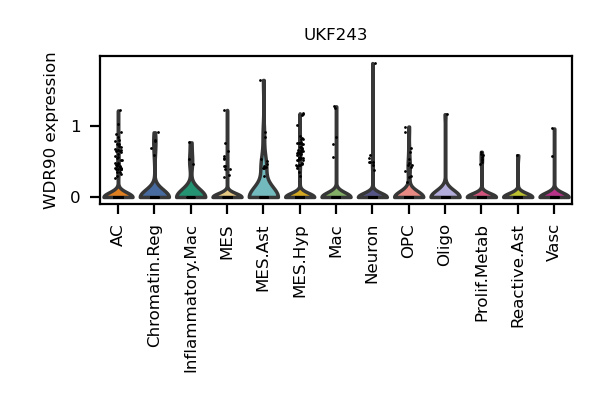 UKF243
WDR90 expression
1
0
AC
Chromatin.Reg
Inflammatory.Mac
MES
MES.Ast
MES.Hyp
Mac
Neuron
OPC
Oligo
Prolif.Metab
Reactive.Ast
Vasc